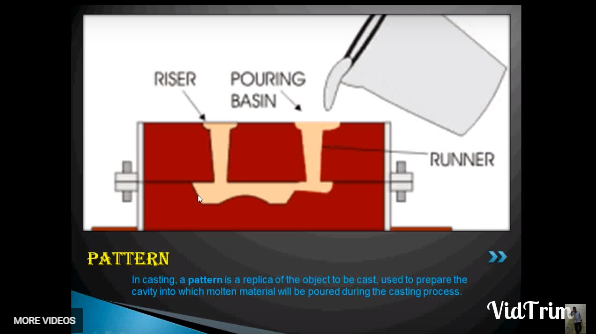 RISER
POURING
BASIN
RUNNER
PATTERN
In casting, a pattern is a replica of the object to be cast, used to prepare the
cavity into which molten material will be poured during the casting process.
MORE VIDEOS
VidTrim